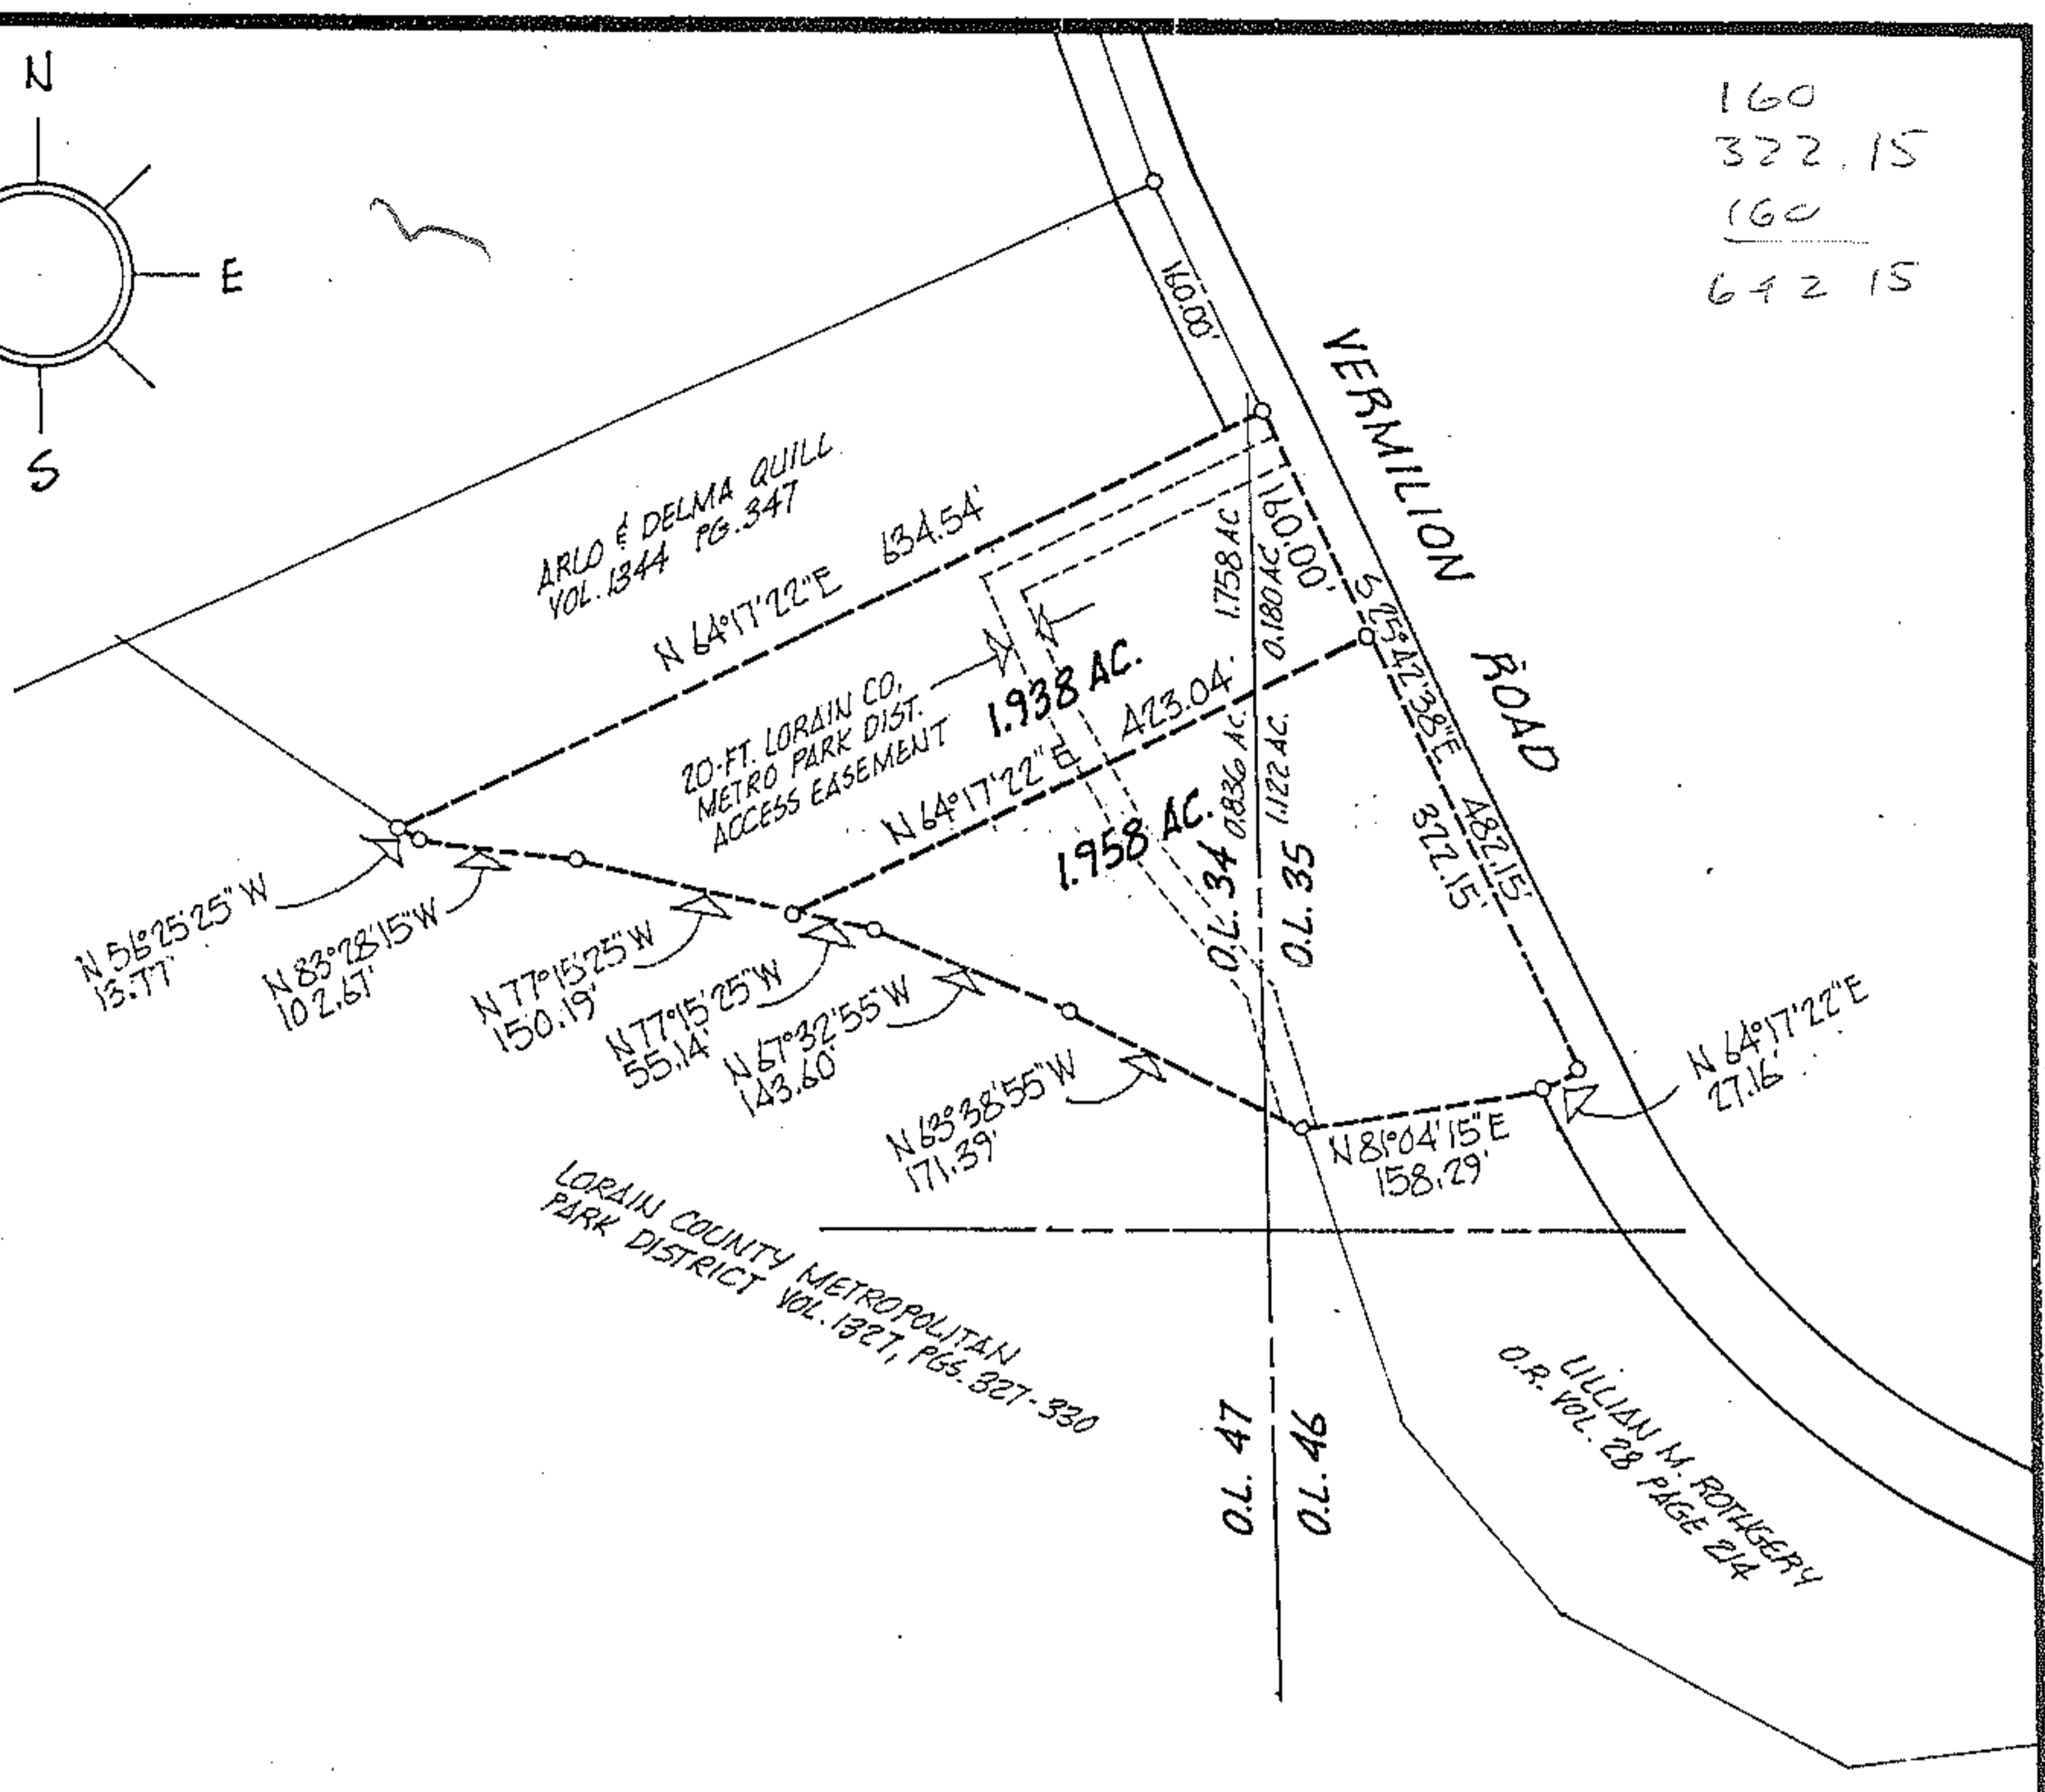 N
E
S
160
322.15
160
642 15
160.00'
VERMILION ROAD
ARLO & DELMA QUILL
VOL. 1344 PG. 347
N 64°17'22"E 634.54'
20-FT. LORAIN CO.
METRO PARK DIST.
ACCESS EASEMENT
1.938 AC.
1.758 AC
0.180 AC
160.00'
S 25°42'38"E 482.15'
322.15'
N 64°17'22"E 423.04'
0.836 AC.
1.122 AC.
1.958 AC.
O.L. 34
O.L. 35
N 56°25'25"W
13.77'
N 83°28'15"W
102.67'
N 77°15'25"W
150.19'
N 77°15'25"W
55.14'
N 67°32'55"W
143.60'
N 63°38'55"W
171.39'
N 81°04'15"E
158.29'
N 64°17'22"E
27.16'
LORAIN COUNTY METROPOLITAN
PARK DISTRICT VOL. 1327, PGS. 327-330
O.L. 47
O.L. 46
LILLIAN M. ROTHGERY
O.R. VOL. 28 PAGE 214